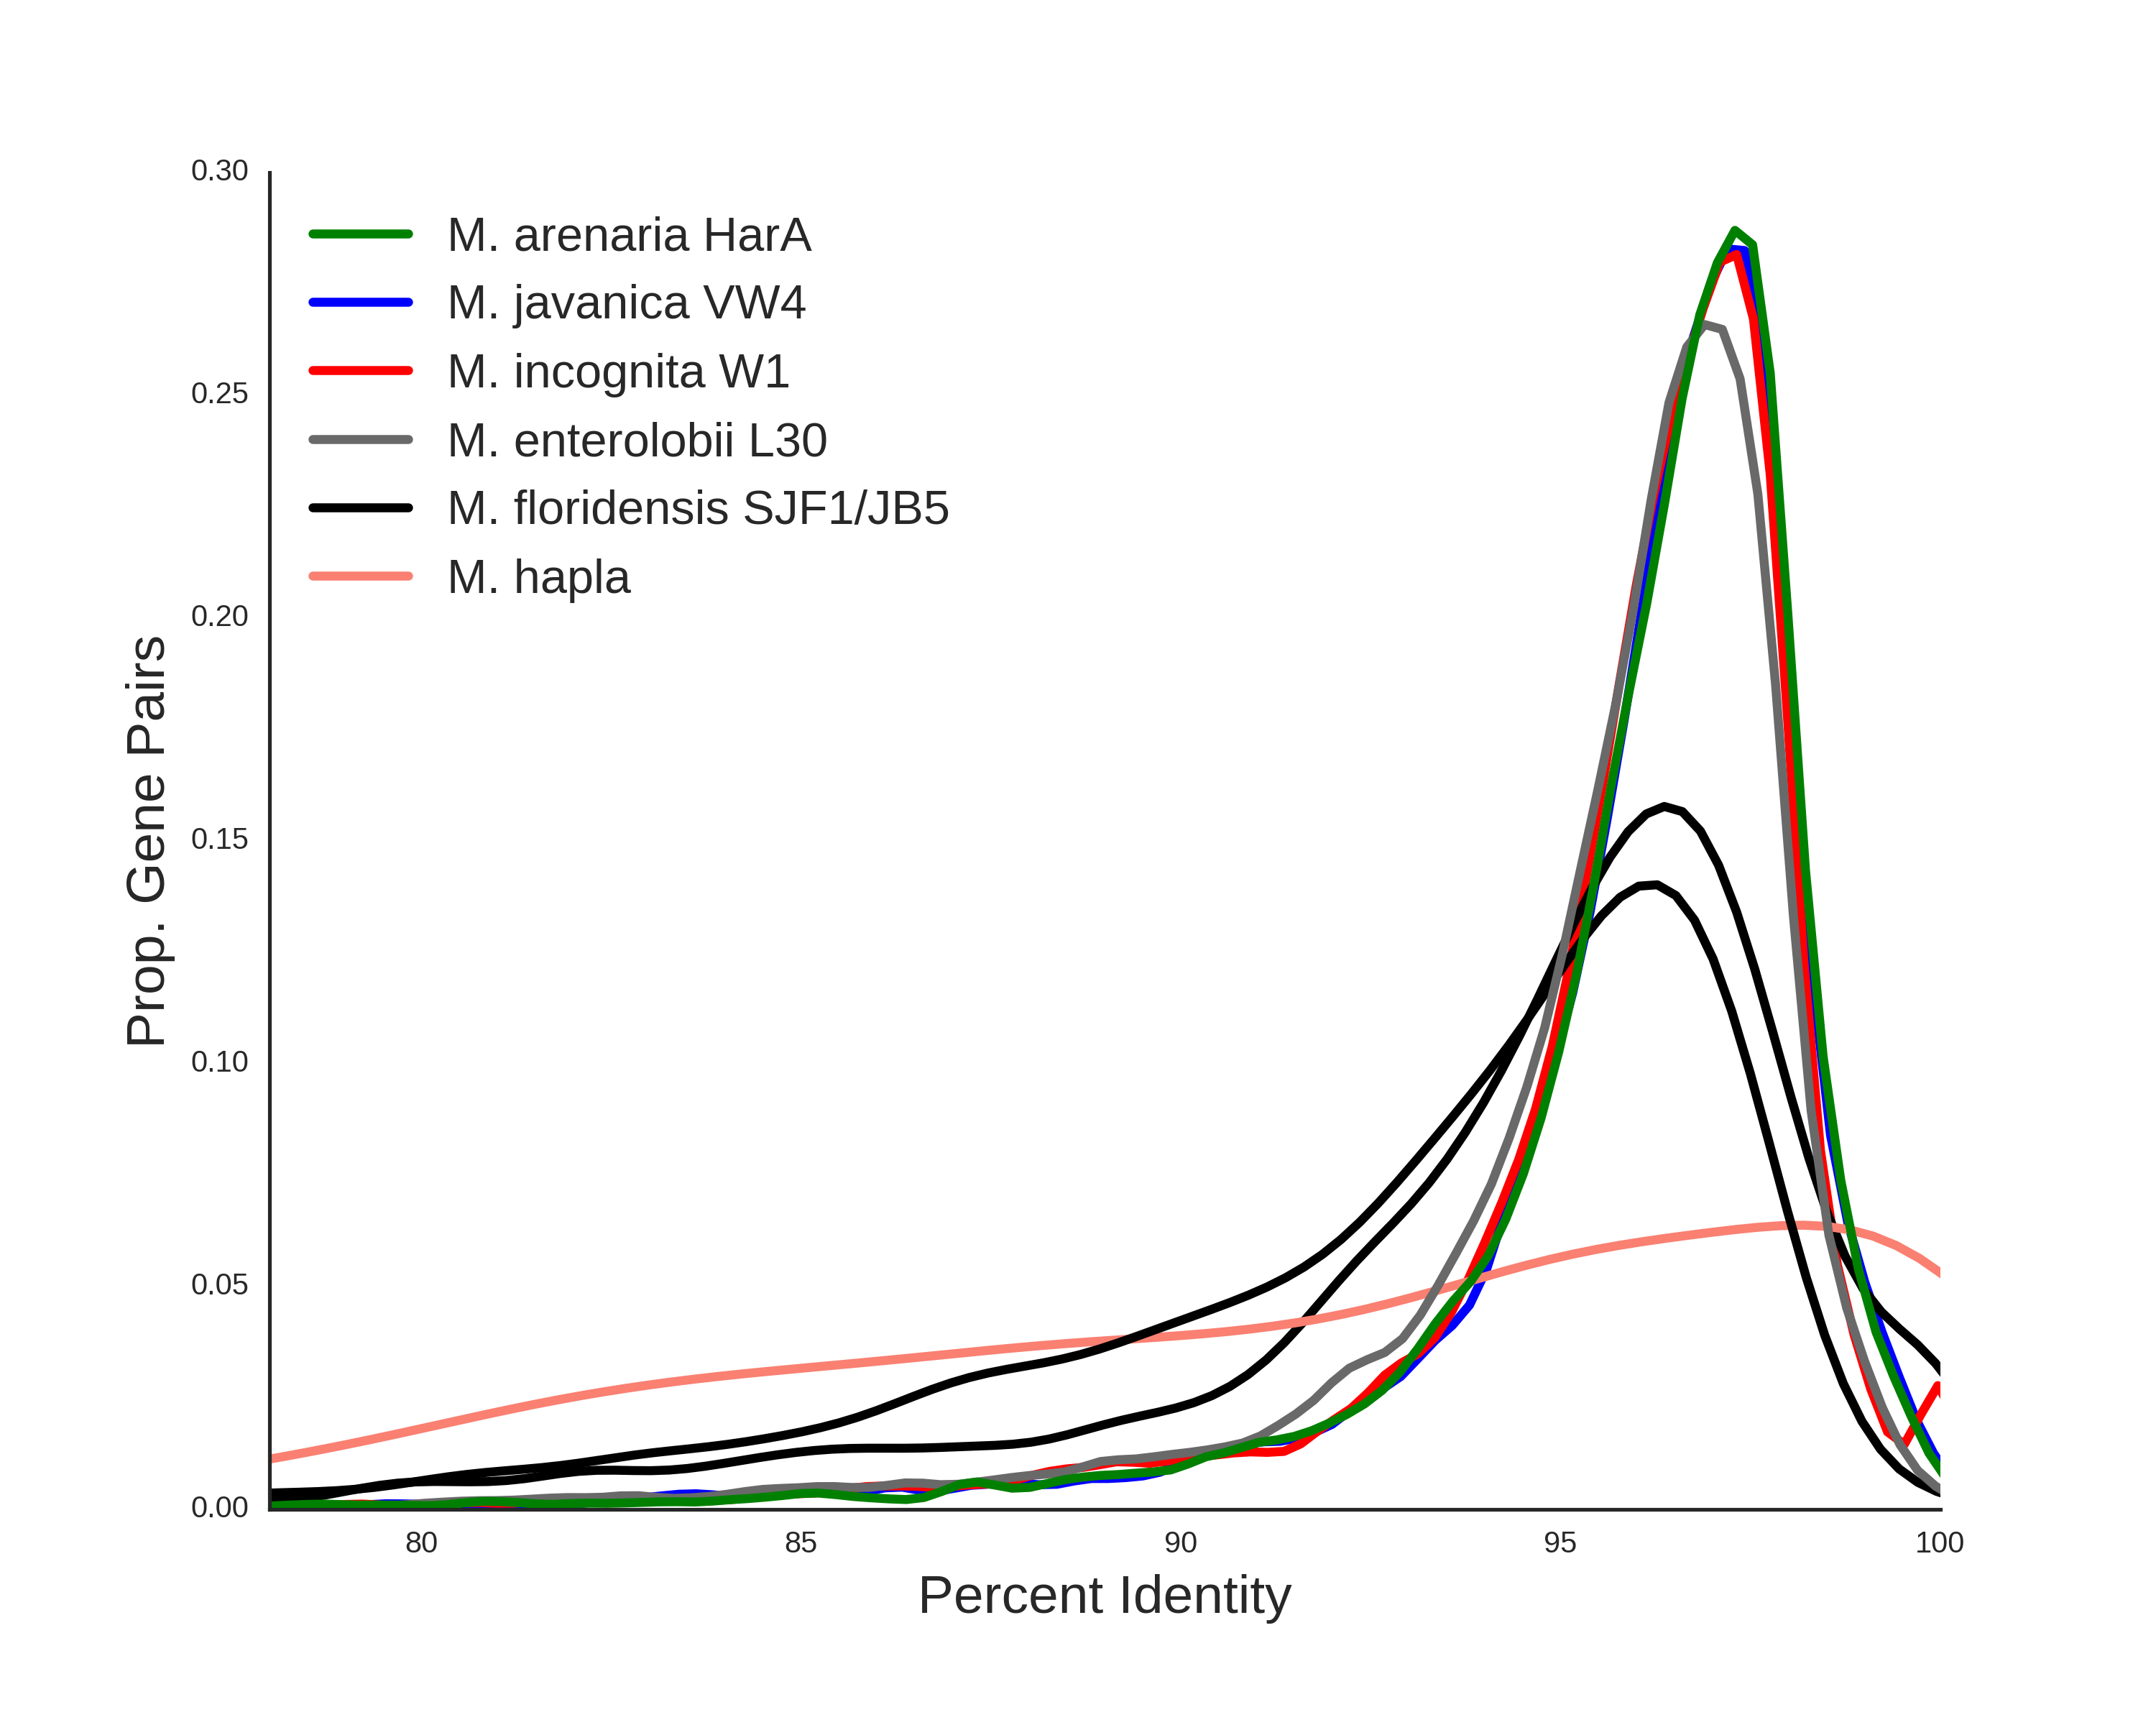 0.30
0.25
0.20
0.15
0.10
0.05
0.00
Prop. Gene Pairs
M. arenaria HarA
M. javanica VW4
M. incognita W1
M. enterolobii L30
M. floridensis SJF1/JB5
M. hapla
80 85 90 95 100
Percent Identity